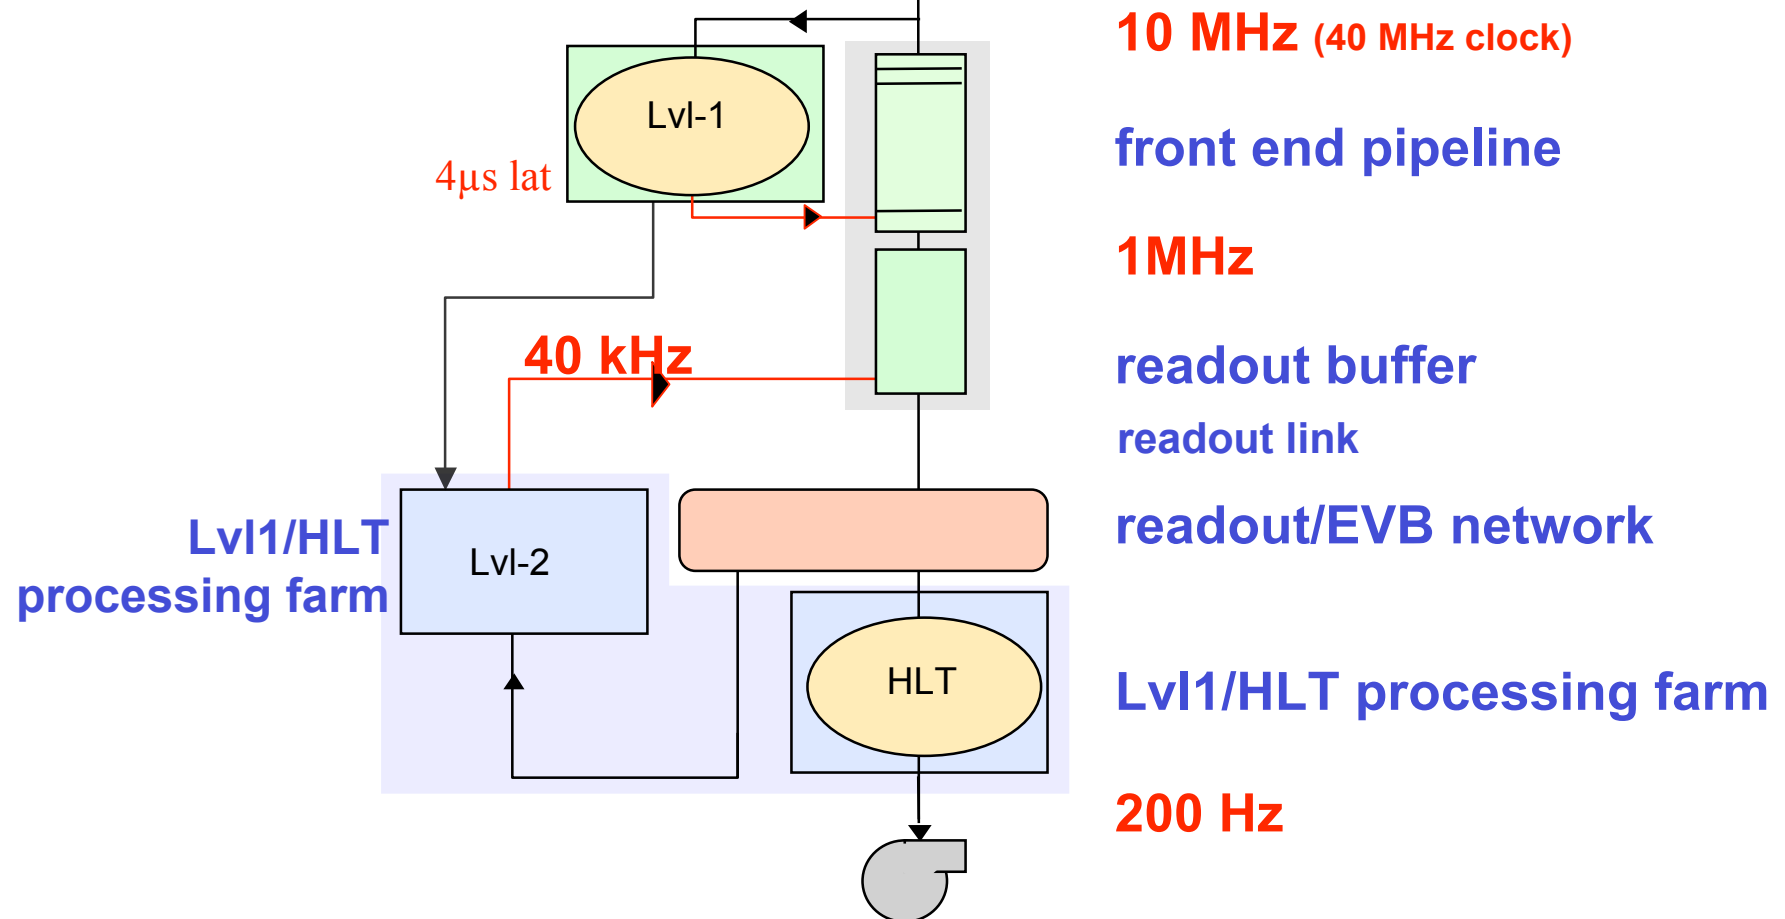 10 MHz (40 MHz clock)
Lvl-1
front end pipeline
4µs lat
1MHz
40 kHz
readout buffer
readout link
Lvl1/HLT
processing farm
Lvl-2
readout/EVB network
HLT
Lvl1/HLT processing farm
200 Hz